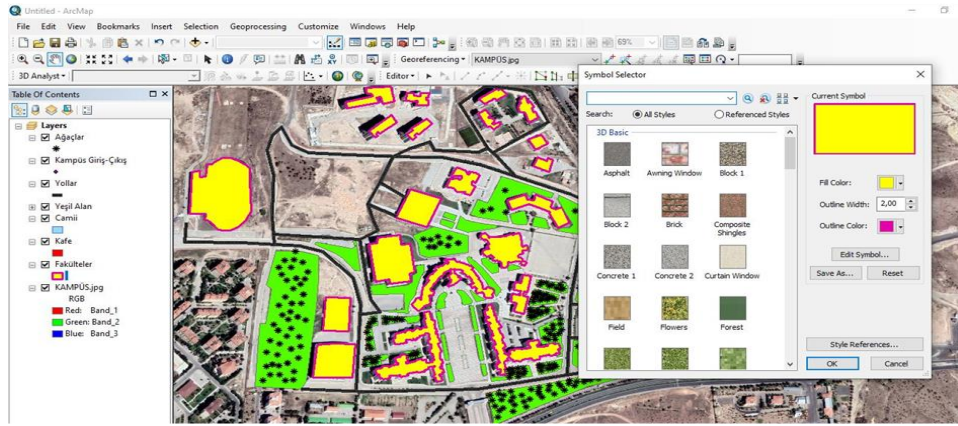 Untitled - ArcMap
File Edit View Bookmarks Insert Selection Geoprocessing Customize Windows Help
69%
Georeferencing KAMPÜS.jpg
3D Analyst Editor
Table Of Contents
Layers
Ağaçlar
Kampüs Giriş-Çıkış
Yollar
Yeşil Alan
Camii
Kafe
Fakülteler
KAMPÜS.jpg
RGB
Red: Band_1
Green: Band_2
Blue: Band_3
Symbol Selector
Search: All Styles Referenced Styles
3D Basic
Asphalt Awning Window Block 1
Block 2 Brick Composite Shingles
Concrete 1 Concrete 2 Curtain Window
Field Flowers Forest
Current Symbol
Fill Color:
Outline Width: 2,00
Outline Color:
Edit Symbol...
Save As... Reset
Style References...
OK Cancel